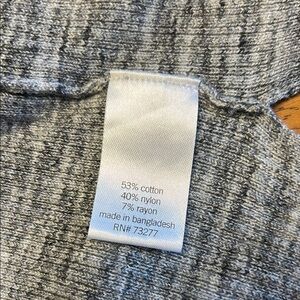 53% cotton
40% nylon
7% rayon
made in bangladesh
RN# 73277